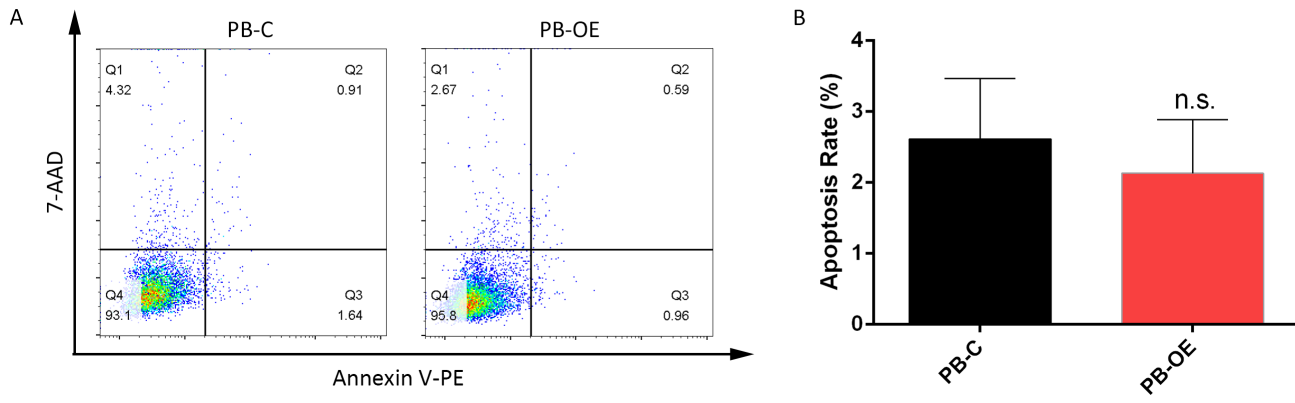 A
PB-C
PB-OE
Q1
4.32
Q2
0.91
Q4
93.1
Q3
1.64
Q1
2.67
Q2
0.59
Q4
95.8
Q3
0.96
7-AAD
Annexin V-PE
B
Apoptosis Rate (%)
4
3
2
1
0
n.s.
PB-C
PB-OE